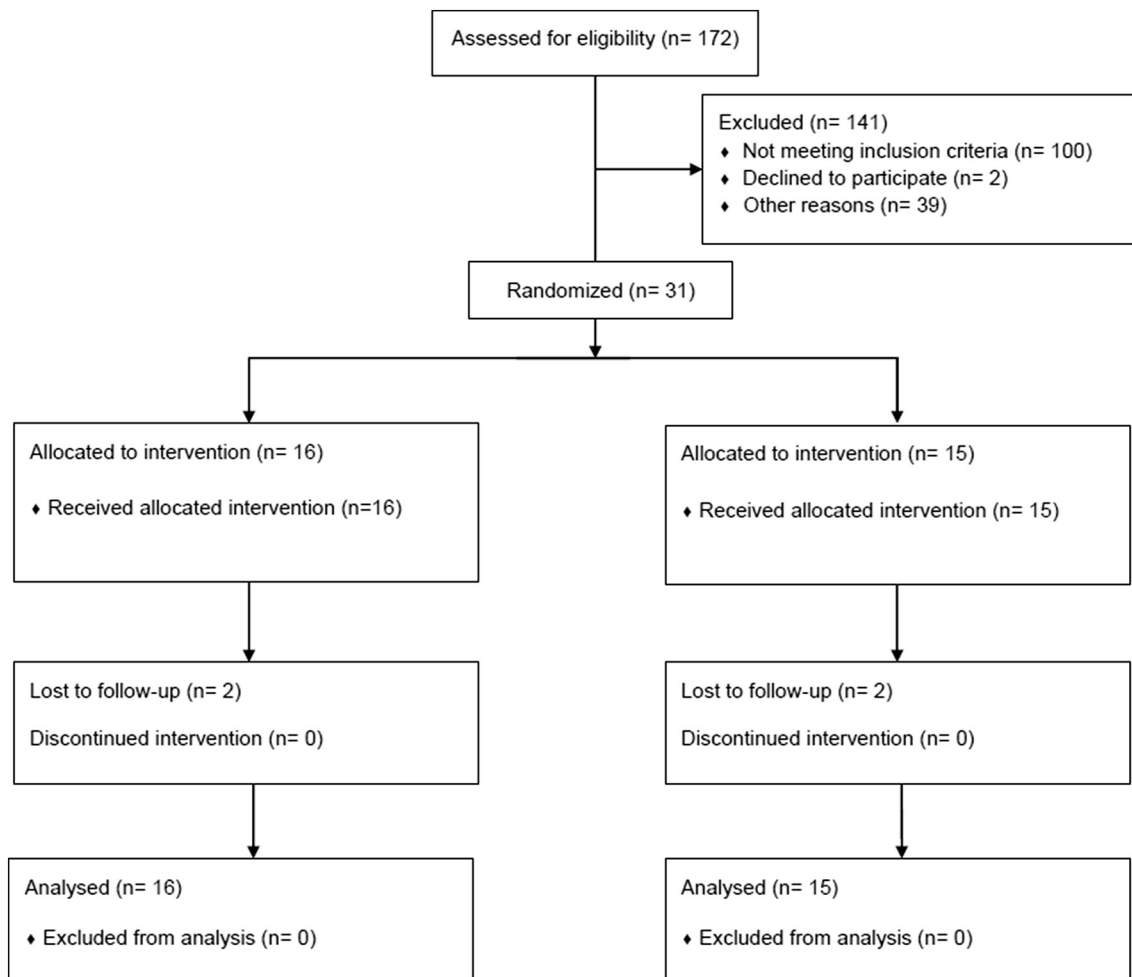 Assessed for eligibility (n= 172)
Excluded (n= 141)
♦ Not meeting inclusion criteria (n= 100)
♦ Declined to participate (n= 2)
♦ Other reasons (n= 39)
Randomized (n= 31)
Allocated to intervention (n= 16)
♦ Received allocated intervention (n=16)
Allocated to intervention (n= 15)
♦ Received allocated intervention (n= 15)
Lost to follow-up (n= 2)
Discontinued intervention (n= 0)
Lost to follow-up (n= 2)
Discontinued intervention (n= 0)
Analysed (n= 16)
♦ Excluded from analysis (n= 0)
Analysed (n= 15)
♦ Excluded from analysis (n= 0)